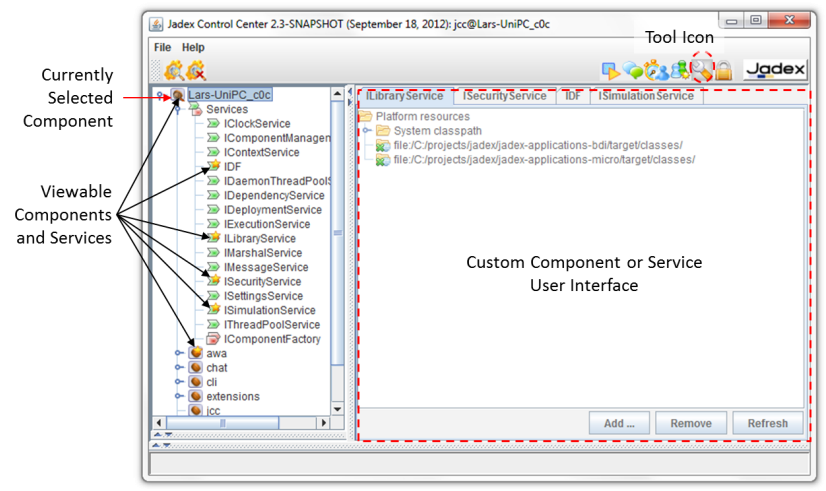 Jadex Control Center 2.3-SNAPSHOT (September 18, 2012): jcc@Lars-UniPC_c0c
Tool Icon
File Help
Jadex
Currently
Selected
Component
Viewable
Components
and Services
Lars-UniPC_c0c
Services
IClockService
IComponentManagen
IContextService
IDF
IDaemonThreadPoolS
IDependencyService
IDeploymentService
IExecutionService
ILibraryService
IMarshalService
IMessageService
ISecurityService
ISettingsService
ISimulationService
IThreadPoolService
IComponentFactory
awa
chat
cli
extensions
jcc
ILibraryService ISecurityService IDF ISimulationService
Platform resources
System classpath
file:/C:/projects/jadex/jadex-applications-bdi/target/classes/
file:/C:/projects/jadex/jadex-applications-micro/target/classes/
Custom Component or Service
User Interface
Add ... Remove Refresh